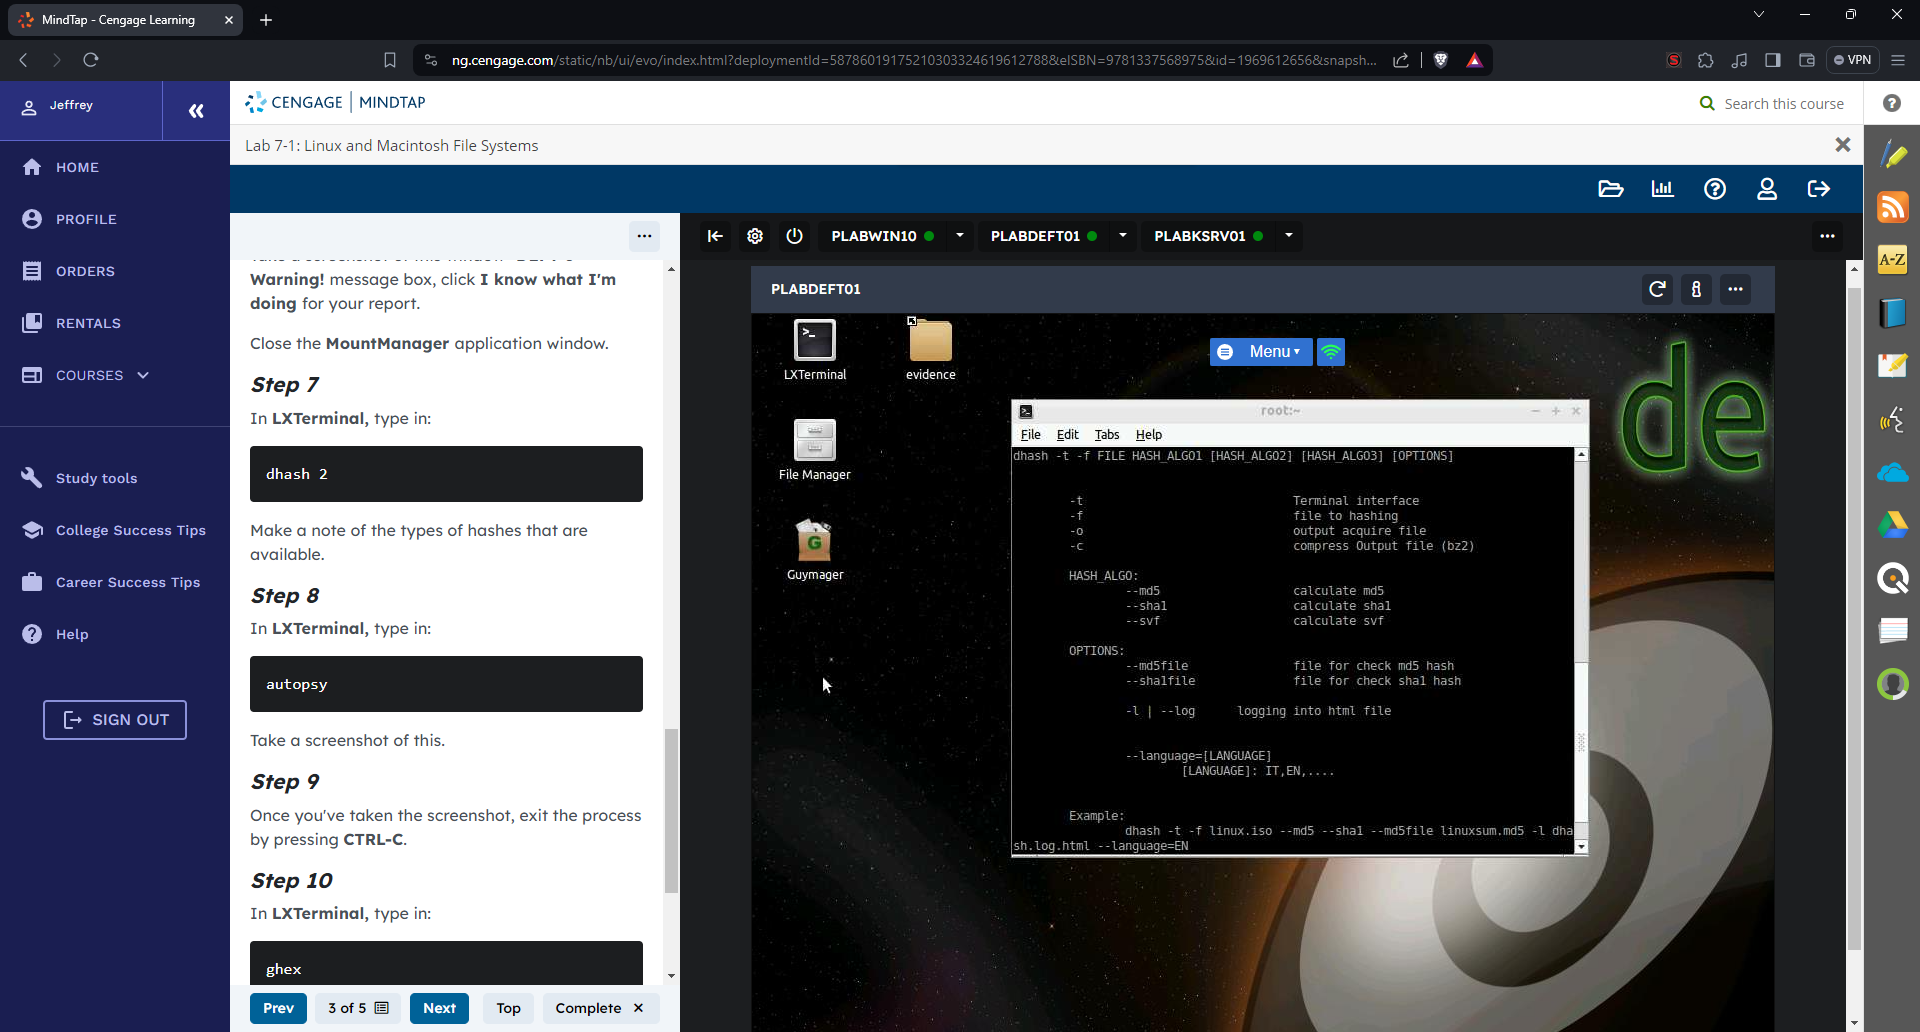 MindTap - Cengage Learning
ng.cengage.com/static/nb/ui/evo/index.html?deploymentId=5878601917521030332461961278&eISBN=9781337568975&id=1969612656&snapsh...
VPN
Jeffrey
«
CENGAGE | MINDTAP
Search this course
Lab 7-1: Linux and Macintosh File Systems
HOME
PROFILE
ORDERS
RENTALS
COURSES
Study tools
College Success Tips
Career Success Tips
Help
SIGN OUT
Warning! message box, click I know what I'm
doing for your report.
Close the MountManager application window.
Step 7
In LXTerminal, type in:
dhash 2
Make a note of the types of hashes that are
available.
Step 8
In LXTerminal, type in:
autopsy
Take a screenshot of this.
Step 9
Once you've taken the screenshot, exit the process
by pressing CTRL-C.
Step 10
In LXTerminal, type in:
ghex
Prev
3 of 5
Next
Top
Complete
PLABWIN10
PLABDEFT01
PLABKSRV01
PLABDEFT01
LXTerminal
evidence
File Manager
G
Guymager
Menu
de
root:~
File Edit Tabs Help
dhash -t -f FILE HASH_ALGO1 [HASH_ALGO2] [HASH_ALGO3] [OPTIONS]
-t Terminal interface
-f file to hashing
-o output acquire file
-c compress Output file (bz2)
HASH_ALGO:
--md5 calculate md5
--sha1 calculate sha1
--svf calculate svf
OPTIONS:
--md5file file for check md5 hash
--sha1file file for check sha1 hash
-l | --log logging into html file
--language=[LANGUAGE]
[LANGUAGE]: IT,EN,....
Example:
dhash -t -f linux.iso --md5 --sha1 --md5file linuxsum.md5 -l dha
sh.log.html --language=EN
A-Z